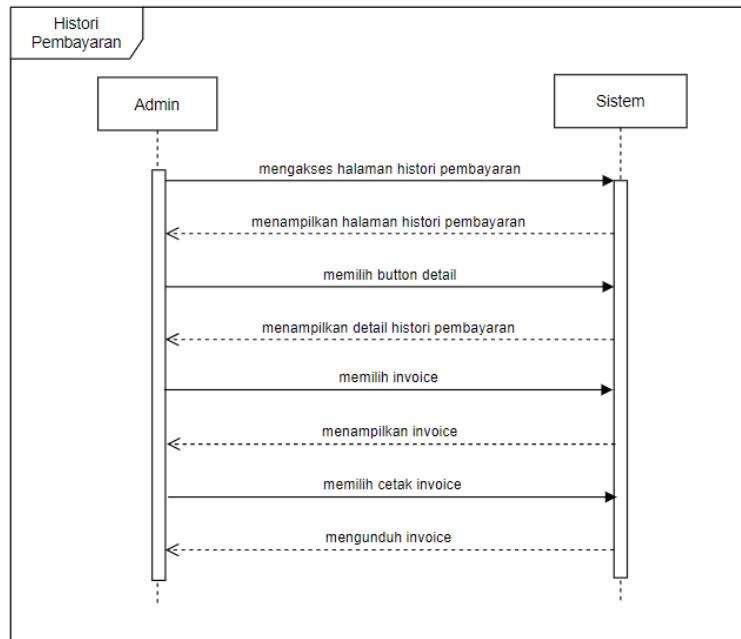 Histori
Pembayaran
Admin
Sistem
mengakses halaman histori pembayaran
menampilkan halaman histori pembayaran
memilih button detail
menampilkan detail histori pembayaran
memilih invoice
menampilkan invoice
memilih cetak invoice
mengunduh invoice